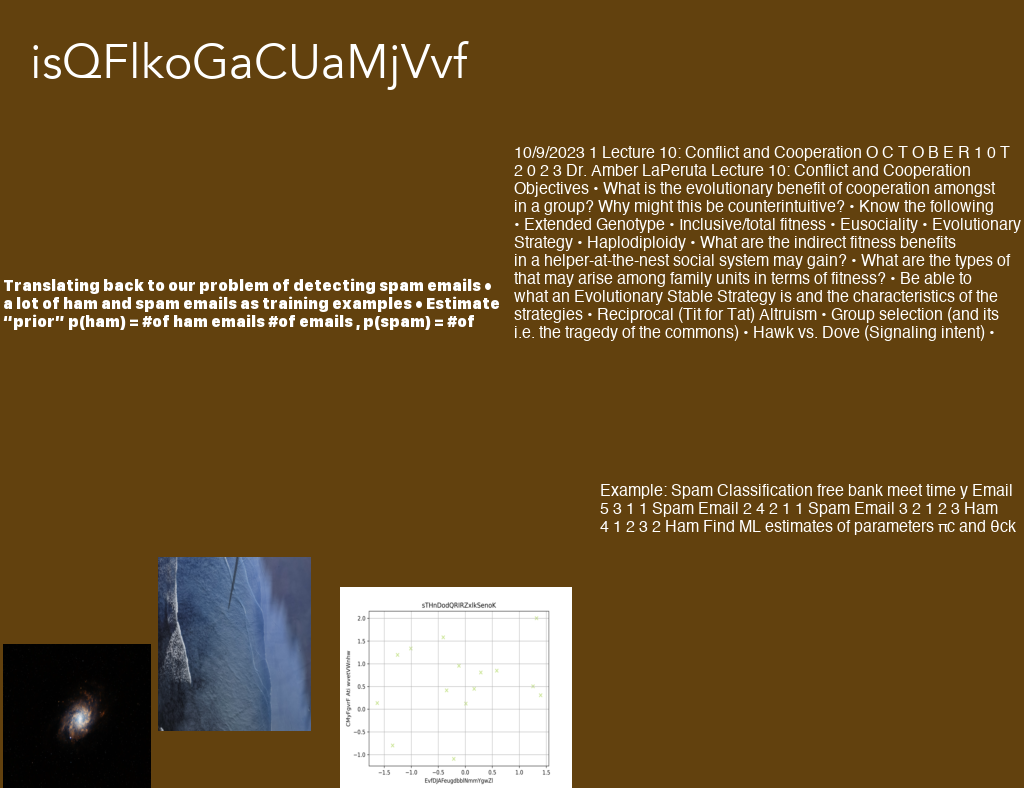 isQFlkoGaCUaMjVvf
10/9/2023 1 Lecture 10: Conflict and Cooperation O C T O B E R 1 0 T
2 0 2 3 Dr. Amber LaPeruta Lecture 10: Conflict and Cooperation
Objectives • What is the evolutionary benefit of cooperation amongst
in a group? Why might this be counterintuitive? • Know the following
• Extended Genotype • Inclusive/total fitness • Eusociality • Evolutionary
Strategy • Haplodiploidy • What are the indirect fitness benefits
in a helper-at-the-nest social system may gain? • What are the types of
that may arise among family units in terms of fitness? • Be able to
what an Evolutionary Stable Strategy is and the characteristics of the
strategies • Reciprocal (Tit for Tat) Altruism • Group selection (and its
i.e. the tragedy of the commons) • Hawk vs. Dove (Signaling intent) •
Translating back to our problem of detecting spam emails •
a lot of ham and spam emails as training examples • Estimate
“prior” p(ham) = #of ham emails #of emails , p(spam) = #of
Example: Spam Classification free bank meet time y Email
5 3 1 1 Spam Email 2 4 2 1 1 Spam Email 3 2 1 2 3 Ham
4 1 2 3 2 Ham Find ML estimates of parameters πc and θck
2.0
1.5
1.0
0.5
0.0
−0.5
−1.0
−1.5 −1.0 −0.5 0.0 0.5 1.0 1.5